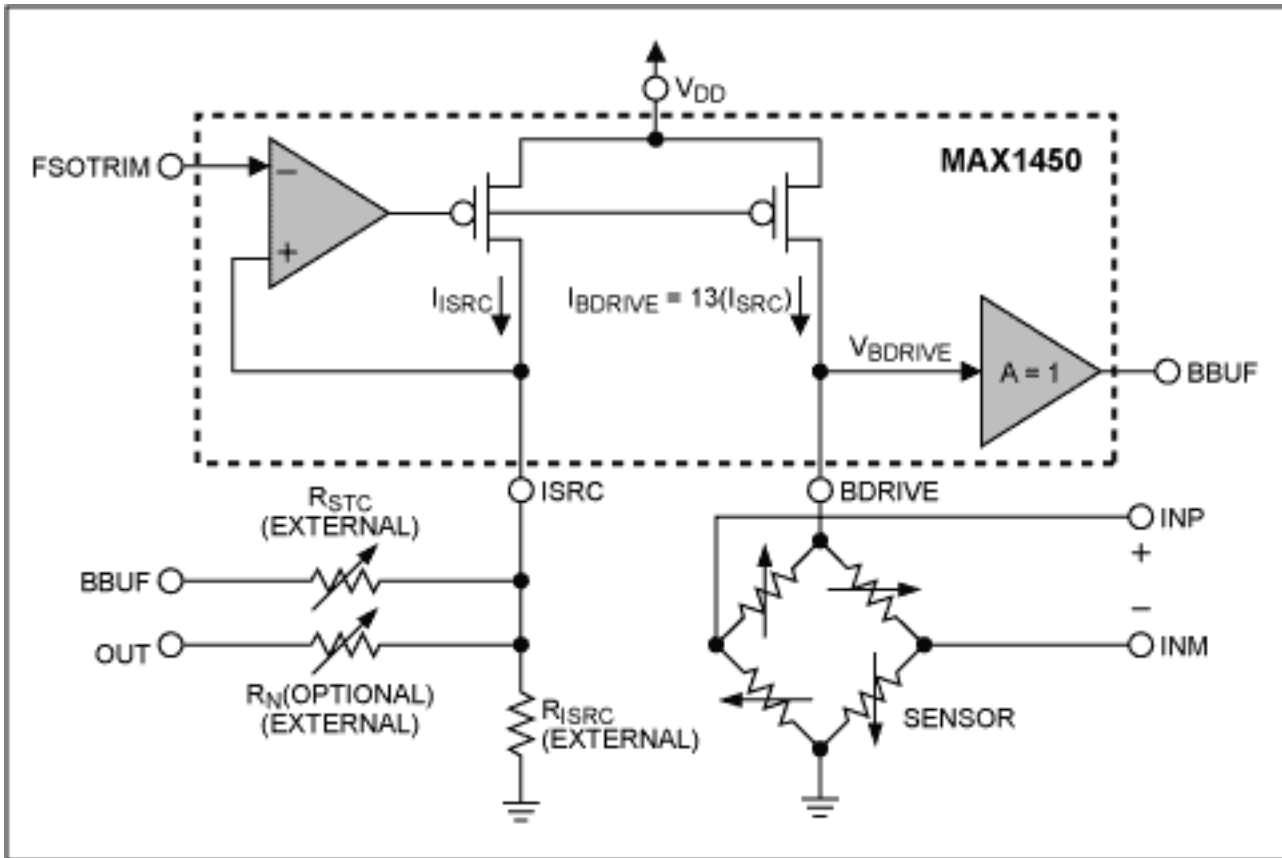 VDD
FSOTRIM
MAX1450
−
+
IISRC
IBDRIVE = 13(ISRC)
VBDRIVE
A = 1
BBUF
ISRC
BDRIVE
RSTC
(EXTERNAL)
INP
+
BBUF
−
OUT
INM
RN(OPTIONAL)
(EXTERNAL)
RISRC
(EXTERNAL)
SENSOR